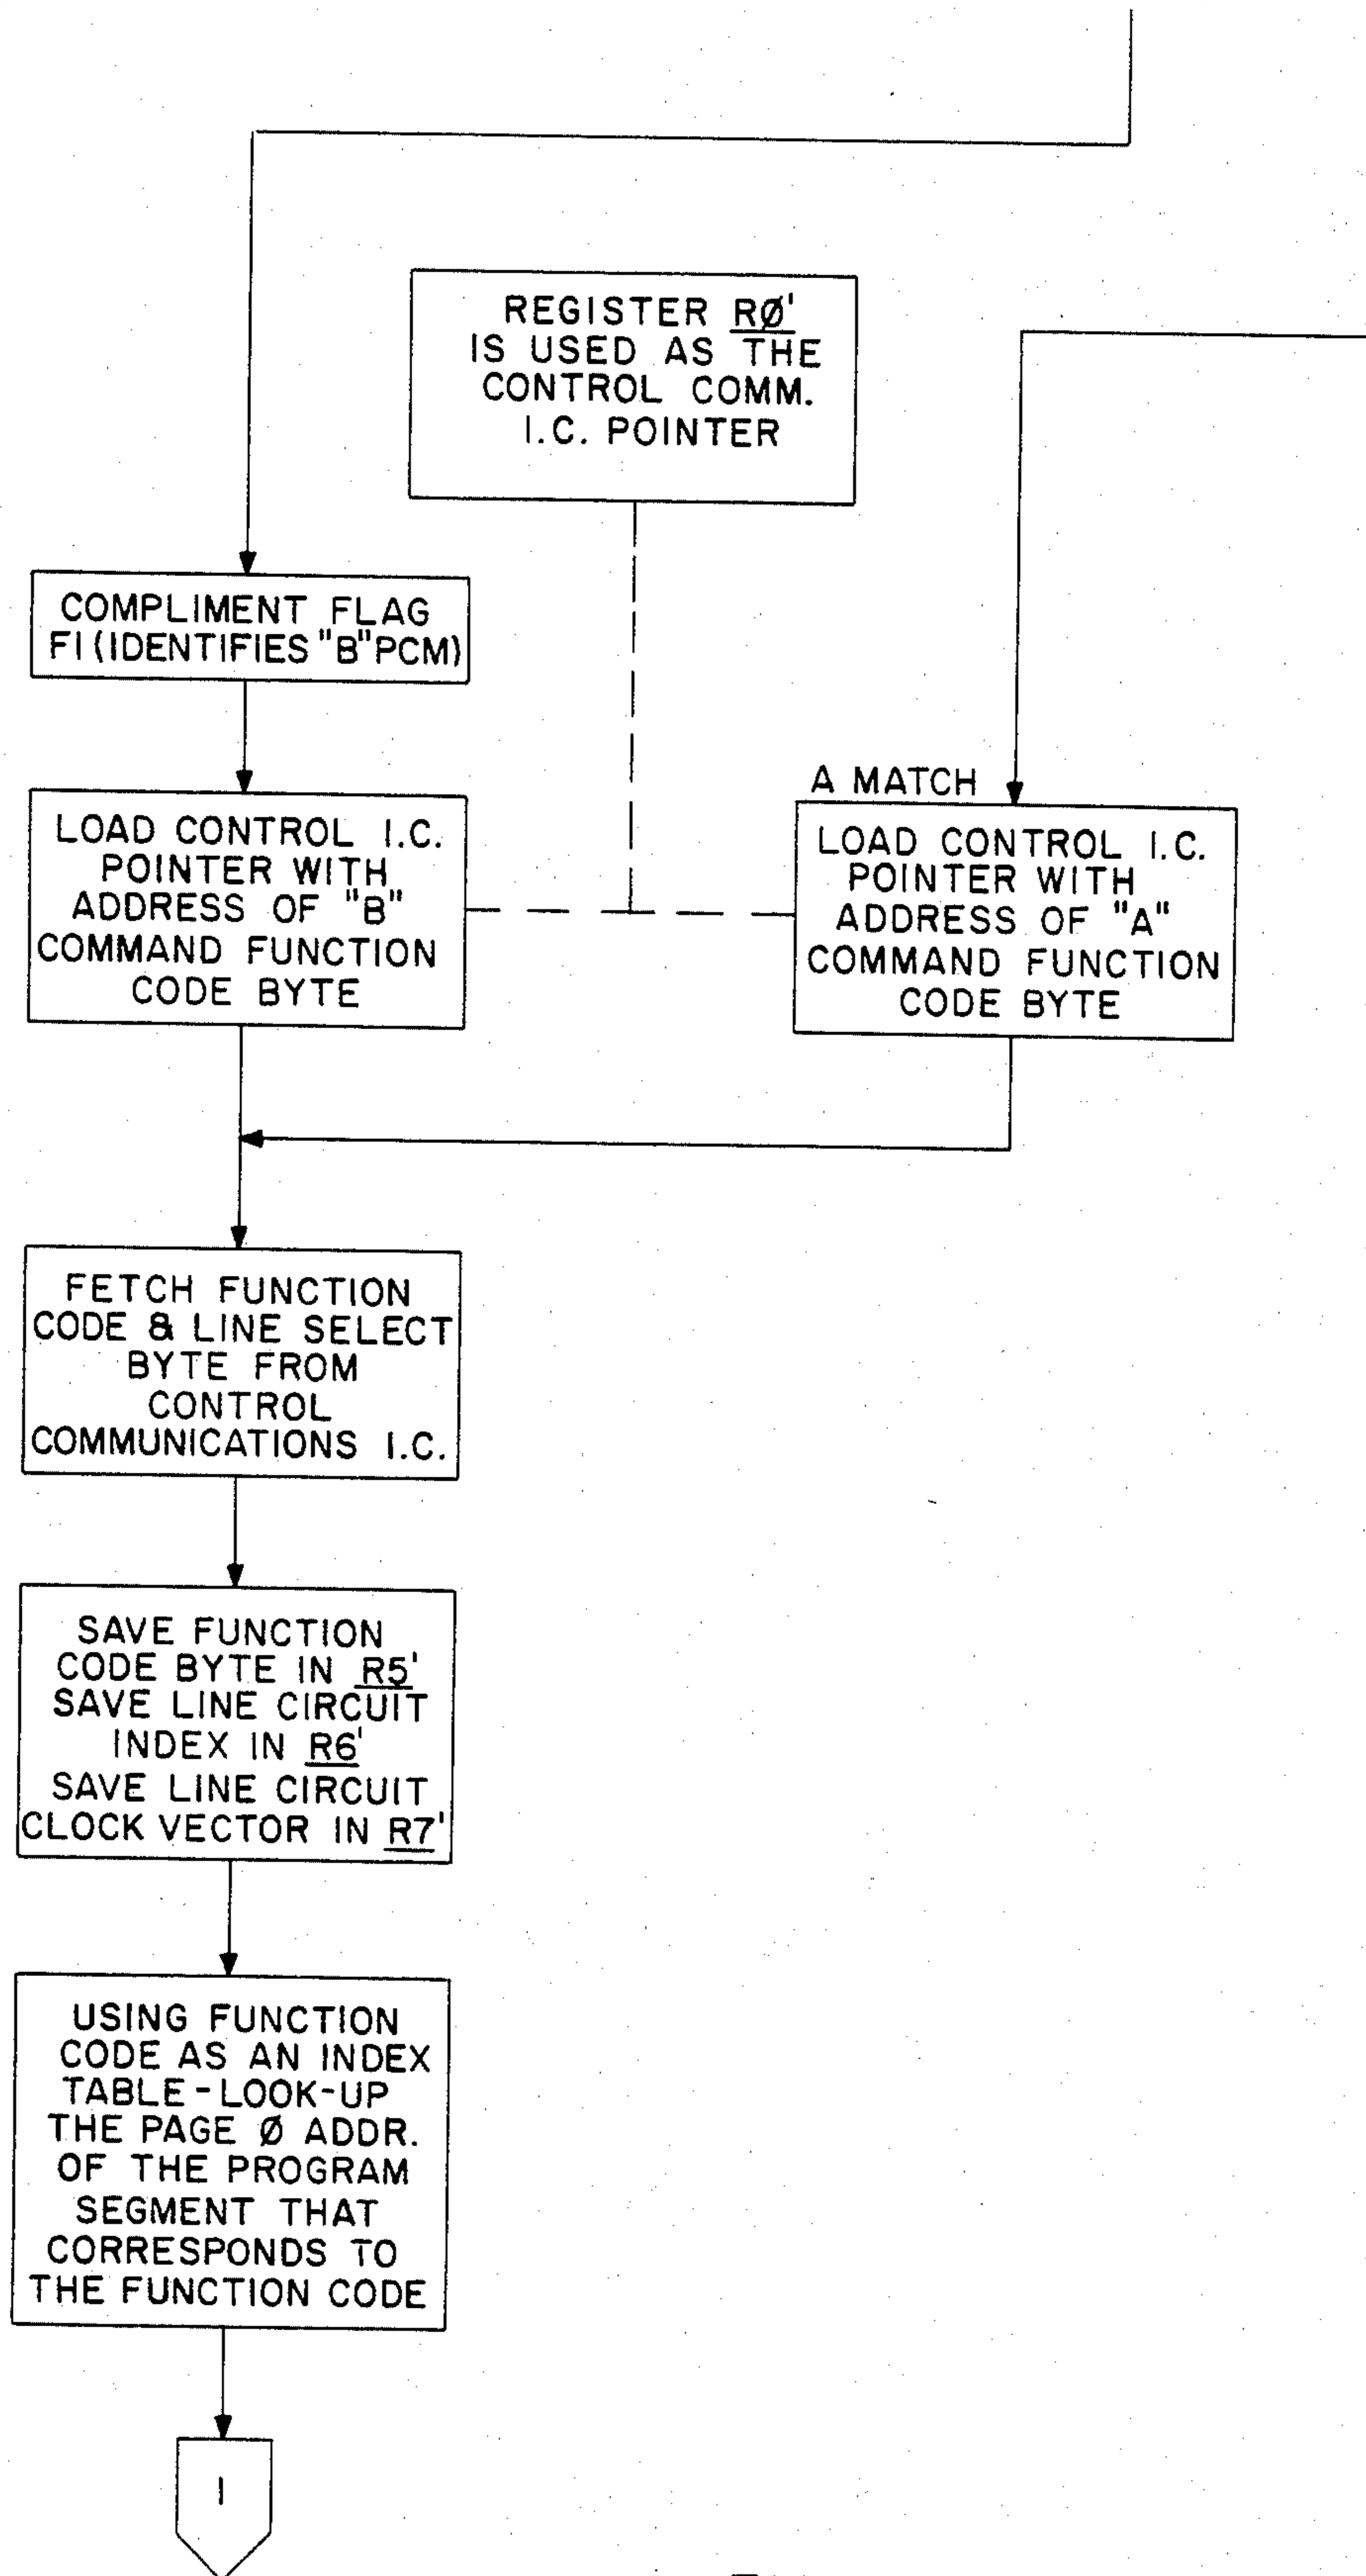 REGISTER RØ'
IS USED AS THE
CONTROL COMM.
I.C. POINTER
COMPLIMENT FLAG
F1 (IDENTIFIES "B" PCM)
LOAD CONTROL I.C.
POINTER WITH
ADDRESS OF "B"
COMMAND FUNCTION
CODE BYTE
A MATCH
LOAD CONTROL I.C.
POINTER WITH
ADDRESS OF "A"
COMMAND FUNCTION
CODE BYTE
FETCH FUNCTION
CODE & LINE SELECT
BYTE FROM
CONTROL
COMMUNICATIONS I.C.
SAVE FUNCTION
CODE BYTE IN R5'
SAVE LINE CIRCUIT
INDEX IN R6'
SAVE LINE CIRCUIT
CLOCK VECTOR IN R7'
USING FUNCTION
CODE AS AN INDEX
TABLE-LOOK-UP
THE PAGE Ø ADDR.
OF THE PROGRAM
SEGMENT THAT
CORRESPONDS TO
THE FUNCTION CODE
1